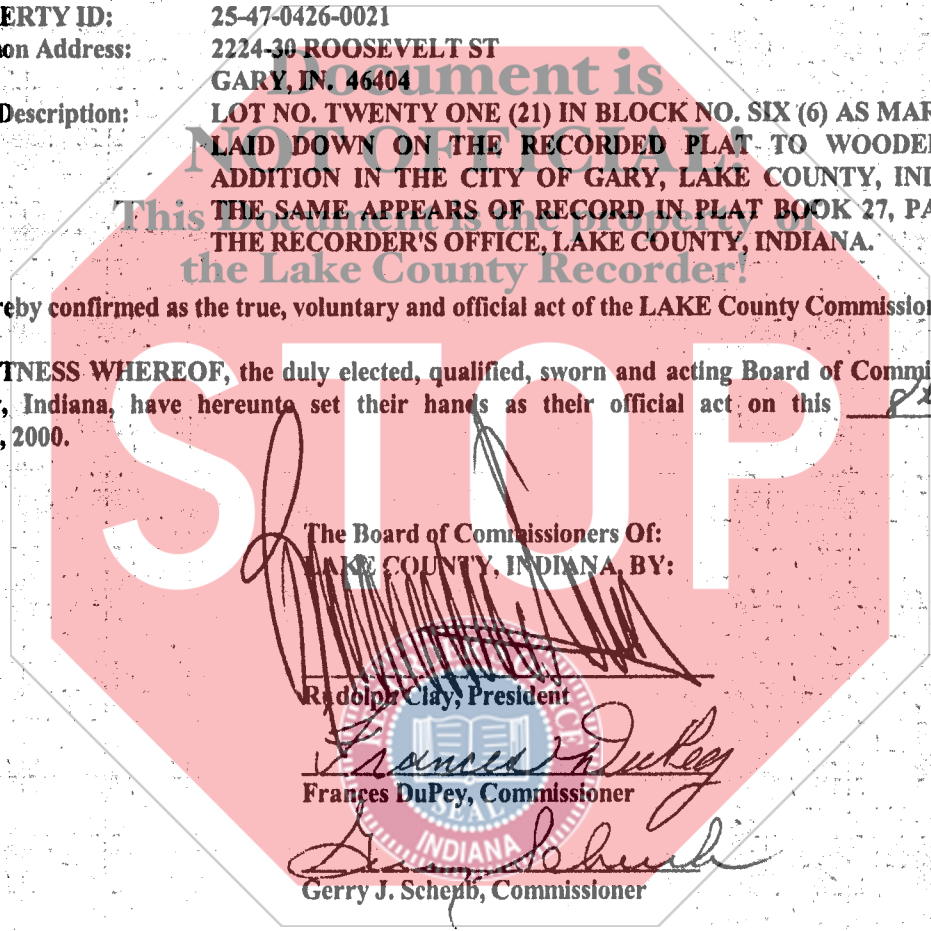 ERTY ID: 25-47-0426-0021
on Address: 2224-30 ROOSEVELT ST
GARY, IN. 46404
Description: LOT NO. TWENTY ONE (21) IN BLOCK NO. SIX (6) AS MAR
LAID DOWN ON THE RECORDED PLAT TO WOODE
ADDITION IN THE CITY OF GARY, LAKE COUNTY, IND
THE SAME APPEARS OF RECORD IN PLAT BOOK 27, PA
THE RECORDER'S OFFICE, LAKE COUNTY, INDIANA.
Document is
NOT OFFICIAL!
This Document is the property of
the Lake County Recorder!
eby confirmed as the true, voluntary and official act of the LAKE County Commission
STOP
TNESS WHEREOF, the duly elected, qualified, sworn and acting Board of Commi
, Indiana, have hereunto set their hands as their official act on this 8th
, 2000.
The Board of Commissioners Of:
LAKE COUNTY, INDIANA, BY:
Rudolph Clay, President
Frances DuPey
Frances DuPey, Commissioner
SEAL
INDIANA
Gerry J. Scheub, Commissioner